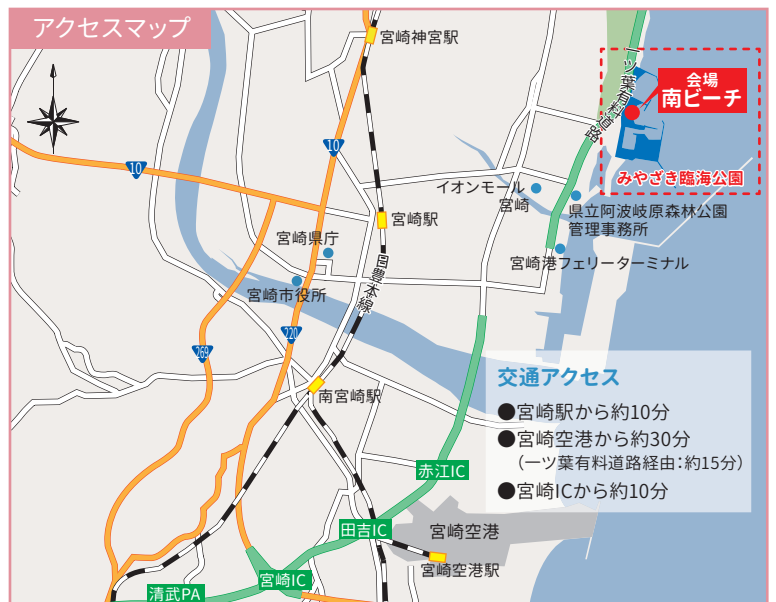 アクセスマップ
宮崎神宮駅
一ツ葉有料道路
会場
南ビーチ
みやざき臨海公園
10
10
イオンモール
宮崎
県立阿波岐原森林公園
管理事務所
宮崎駅
宮崎県庁
宮崎港フェリーターミナル
日豊本線
宮崎市役所
220
269
南宮崎駅
交通アクセス
●宮崎駅から約10分
●宮崎空港から約30分
（一ツ葉有料道路経由：約15分）
●宮崎ICから約10分
赤江IC
田吉IC
宮崎空港
宮崎空港駅
宮崎IC
清武PA